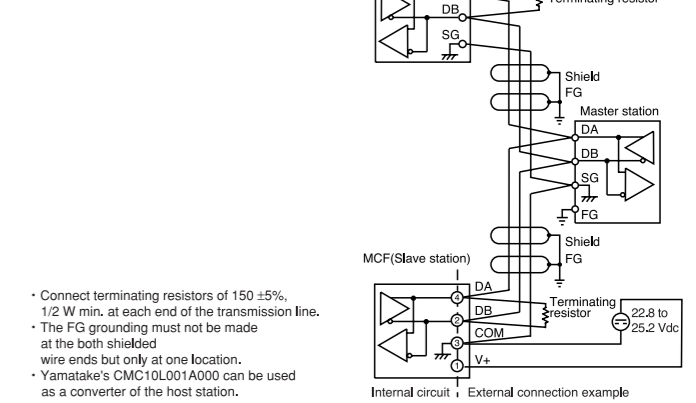 Terminating resistor
DB
SG
Shield
FG
Master station
DA
DB
SG
FG
Shield
FG
MCF(Slave station)
DA
4
Terminating
resistor
DB
2
22.8 to
25.2 Vdc
COM
3
V+
1
Internal circuit
External connection example
・Connect terminating resistors of 150 ±5%,
1/2 W min. at each end of the transmission line.
・The FG grounding must not be made
at the both shielded
wire ends but only at one location.
・Yamatake's CMC10L001A000 can be used
as a converter of the host station.